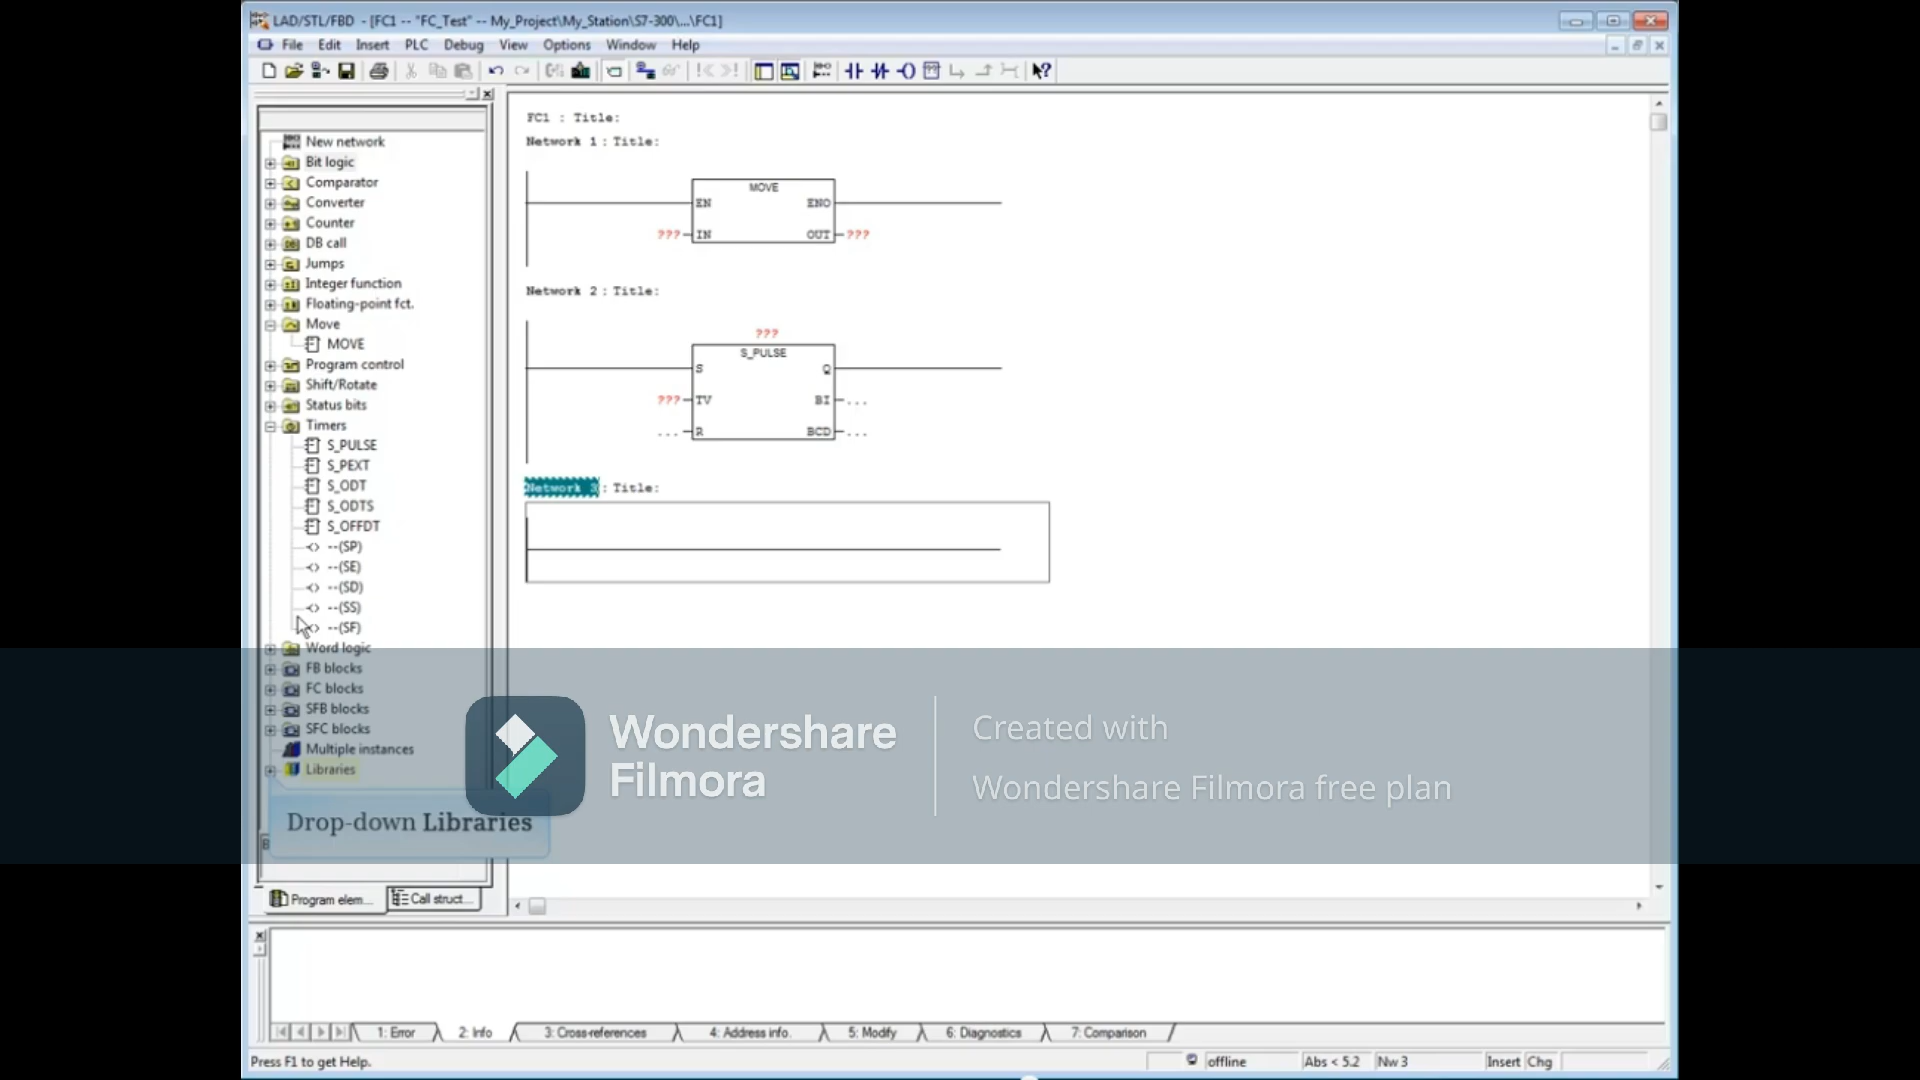 LAD/STL/FBD - [FC1 -- "FC_Test" -- My_Project\My_Station\S7-300\...\FC1]
File Edit Insert PLC Debug View Options Window Help
New network
Bit logic
Comparator
Converter
Counter
DB call
Jumps
Integer function
Floating-point fct.
Move
MOVE
Program control
Shift/Rotate
Status bits
Timers
S_PULSE
S_PEXT
S_ODT
S_ODTS
S_OFFDT
--(SP)
--(SE)
--(SD)
--(SS)
--(SF)
Word logic
FB blocks
FC blocks
SFB blocks
SFC blocks
Multiple instances
Libraries
Drop-down Libraries
Program elem...
Call struct...
FC1 : Title:
Network 1 : Title:
MOVE
EN ENO
??? IN OUT ???
Network 2 : Title:
???
S_PULSE
S Q
??? TV BI ...
... R BCD ...
Network 3 : Title:
Wondershare
Filmora
Created with
Wondershare Filmora free plan
1: Error 2: Info 3: Cross-references 4: Address info. 5: Modify 6: Diagnostics 7: Comparison
Press F1 to get Help. offline Abs < 5.2 Nw 3 Insert Chg